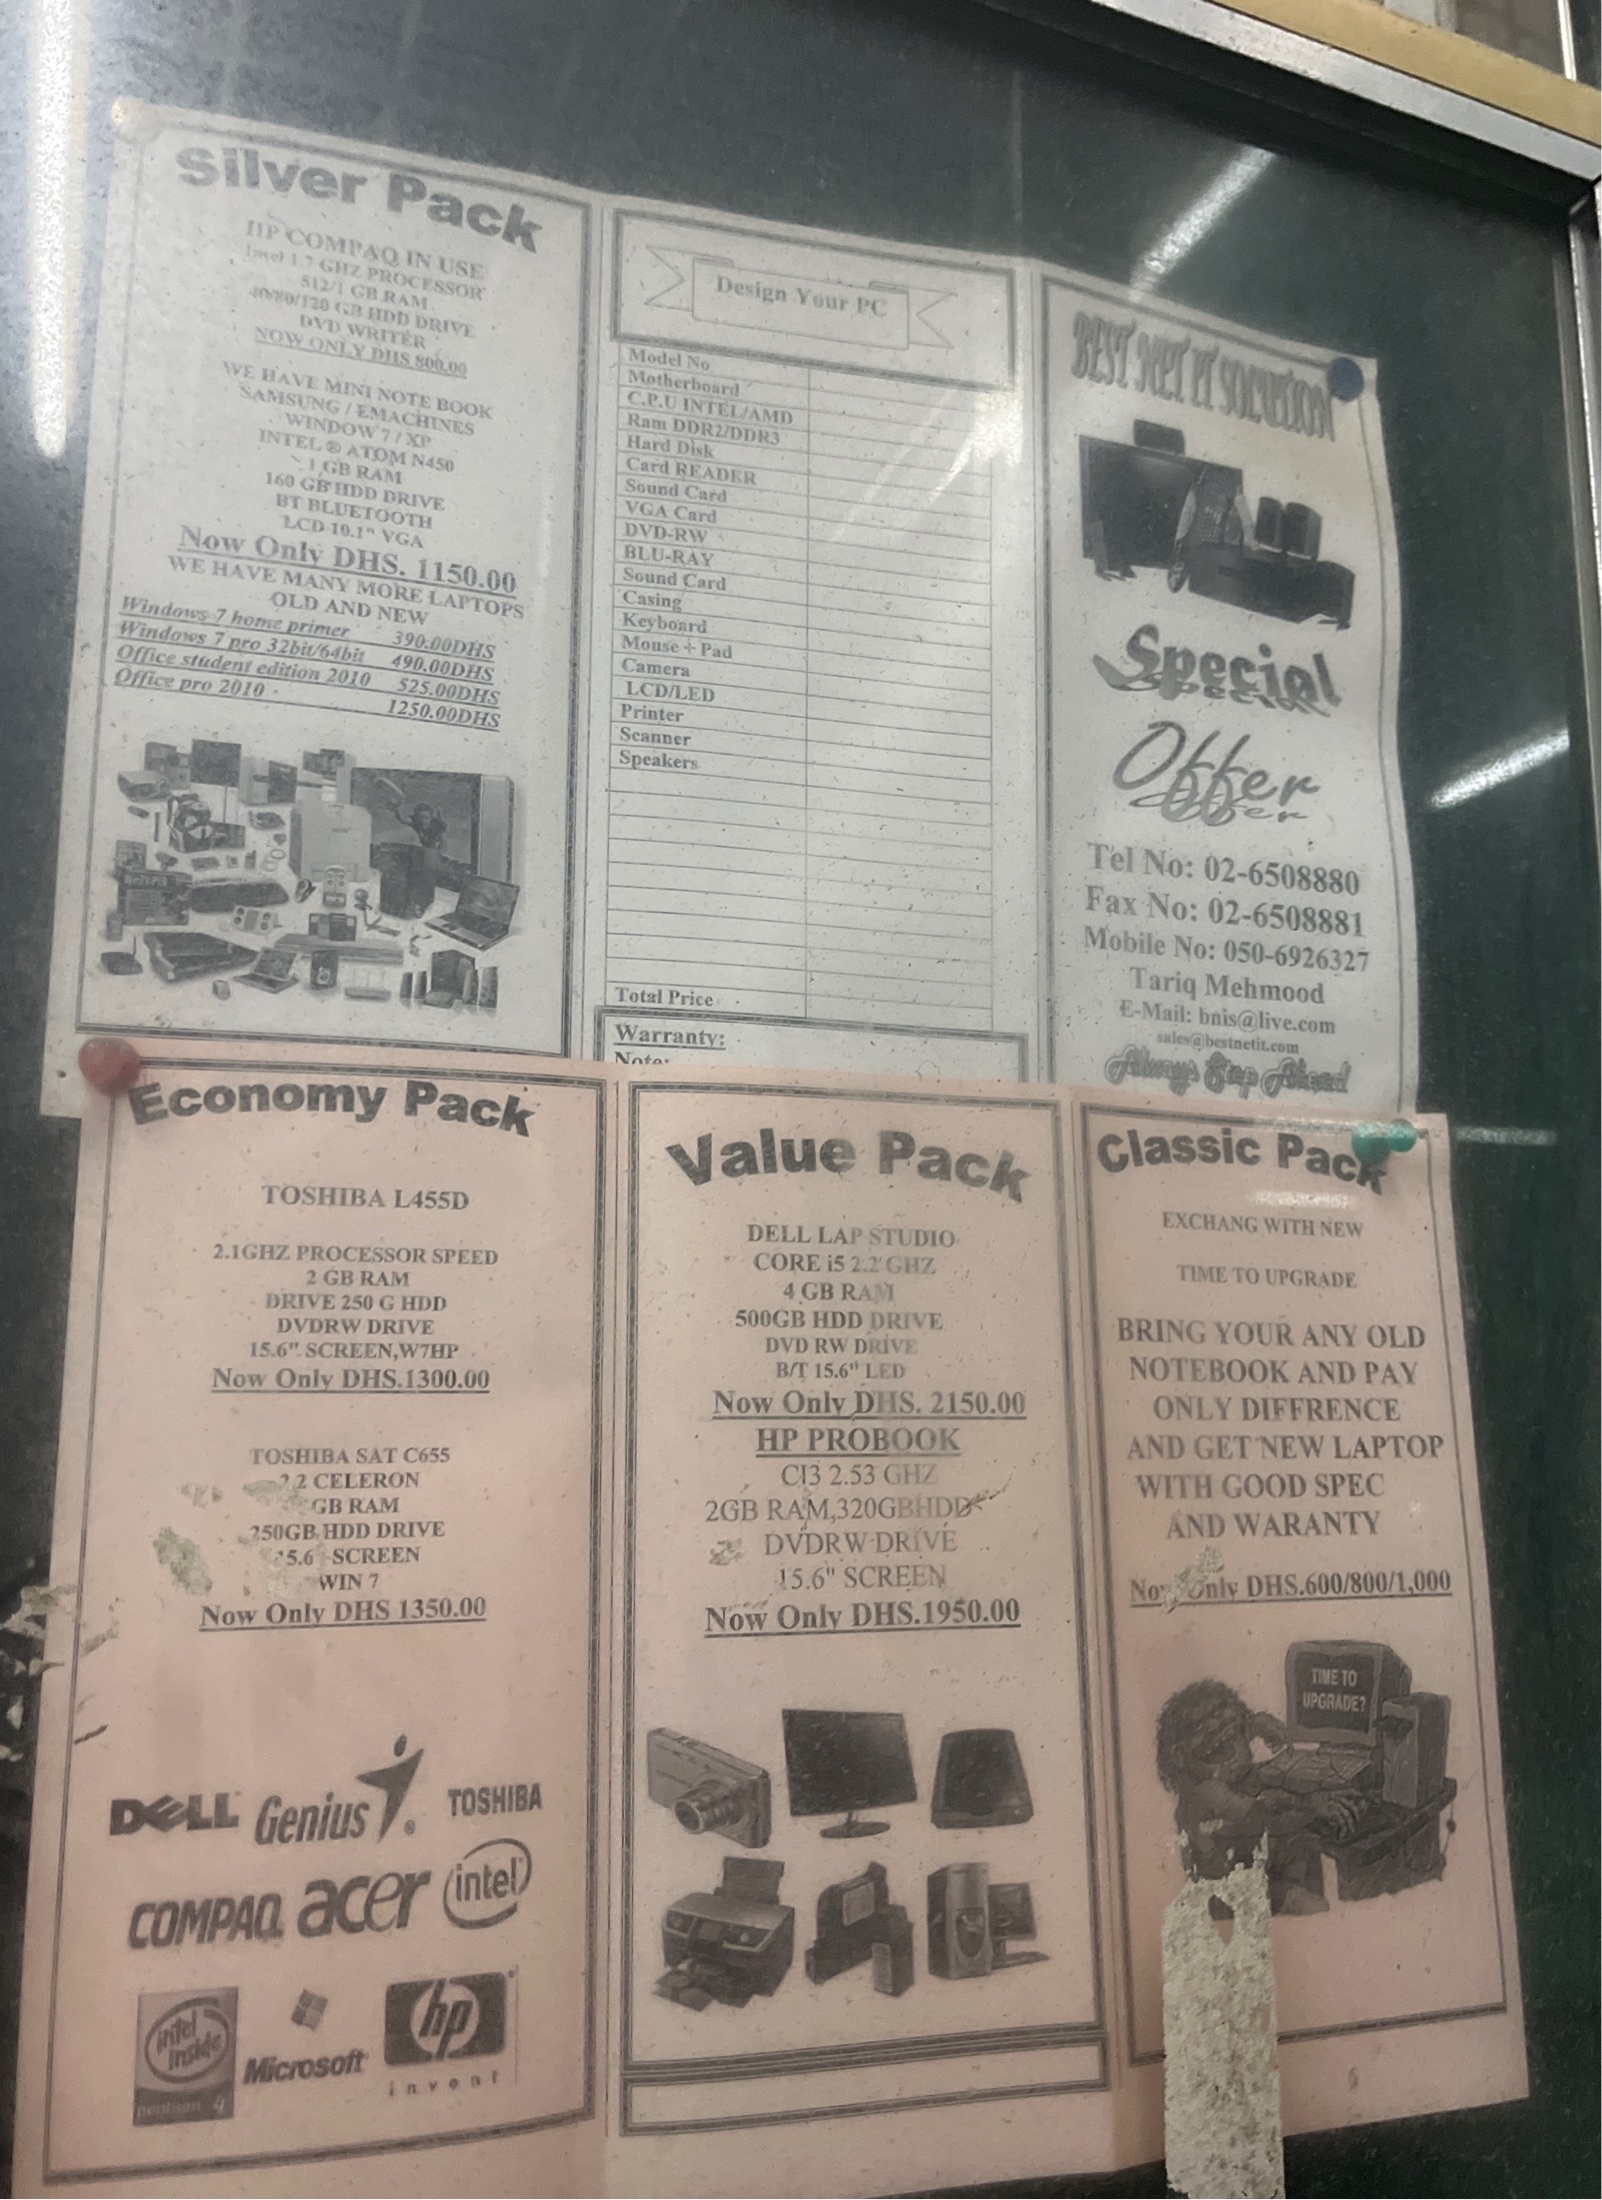 Silver Pack
HP COMPAQ IN USE
Intel 1.7 GHZ PROCESSOR
512/1 GB RAM
40/80/120 GB HDD DRIVE
DVD WRITER
NOW ONLY DHS 800.00
WE HAVE MINI NOTE BOOK
SAMSUNG / EMACHINES
WINDOW 7 / XP
INTEL ® ATOM N450
1 GB RAM
160 GB HDD DRIVE
BT BLUETOOTH
LCD 10.1" VGA
Now Only DHS. 1150.00
WE HAVE MANY MORE LAPTOPS
OLD AND NEW
Windows 7 home primer 390.00DHS
Windows 7 pro 32bit/64bit 490.00DHS
Office student edition 2010 525.00DHS
Office pro 2010 1250.00DHS
Design Your PC
Model No
Motherboard
C.P.U INTEL/AMD
Ram DDR2/DDR3
Hard Disk
Card READER
Sound Card
VGA Card
DVD-RW
BLU-RAY
Sound Card
Casing
Keyboard
Mouse + Pad
Camera
LCD/LED
Printer
Scanner
Speakers
Total Price
Warranty:
Note:
BEST NET IT SOLUTION
Special
Offer
Tel No: 02-6508880
Fax No: 02-6508881
Mobile No: 050-6926327
Tariq Mehmood
E-Mail: bnis@live.com
sales@bestnetit.com
Always Step Ahead
Economy Pack
TOSHIBA L455D
2.1GHZ PROCESSOR SPEED
2 GB RAM
DRIVE 250 G HDD
DVDRW DRIVE
15.6" SCREEN,W7HP
Now Only DHS.1300.00
TOSHIBA SAT C655
2.2 CELERON
GB RAM
250GB HDD DRIVE
15.6 SCREEN
WIN 7
Now Only DHS 1350.00
DELL Genius TOSHIBA
COMPAQ acer intel
intel inside
pentium 4
Microsoft
hp
invent
Value Pack
DELL LAP STUDIO
CORE i5 2.2 GHZ
4 GB RAM
500GB HDD DRIVE
DVD RW DRIVE
B/T 15.6" LED
Now Only DHS. 2150.00
HP PROBOOK
CI3 2.53 GHZ
2GB RAM,320GBHDD
DVDRW DRIVE
15.6" SCREEN
Now Only DHS.1950.00
Classic Pack
EXCHANG WITH NEW
TIME TO UPGRADE
BRING YOUR ANY OLD
NOTEBOOK AND PAY
ONLY DIFFRENCE
AND GET NEW LAPTOP
WITH GOOD SPEC
AND WARANTY
Now Only DHS.600/800/1,000
TIME TO
UPGRADE?